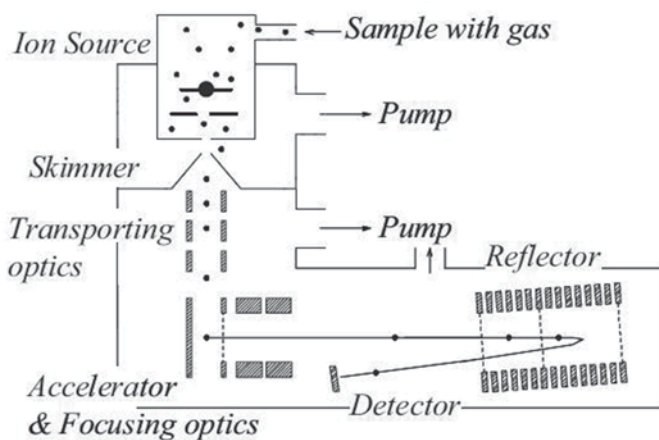 Ion Source
Sample with gas
Pump
Skimmer
Transporting
optics
Pump
Reflector
Accelerator
& Focusing optics
Detector